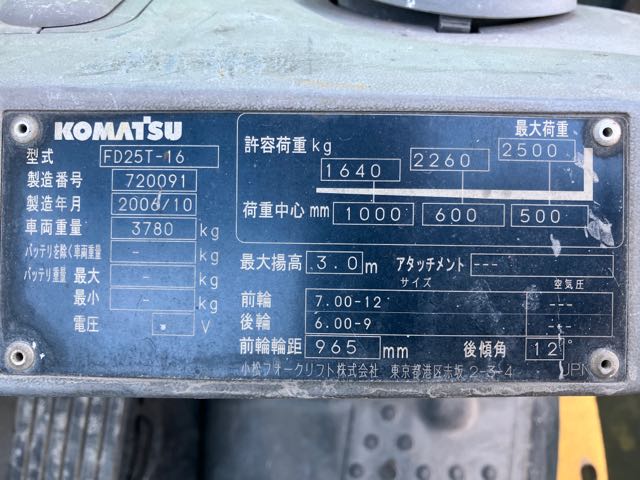 KOMATSU
型式 FD25T-16
製造番号 720091
製造年月 2006/10
車両重量 3780 kg
バッテリを除く車両重量 - kg
バッテリ重量 最大 - kg
最小 - kg
電圧 - V
最大荷重
許容荷重 kg 1640 2260 2500
荷重中心 mm 1000 600 500
最大揚高 3.0 m アタッチメント ---
サイズ 空気圧
前輪 7.00-12 ---
後輪 6.00-9 ---
前輪輪距 965 mm 後傾角 12°
小松フォークリフト株式会社 東京都港区赤坂 2-3-4 JPN